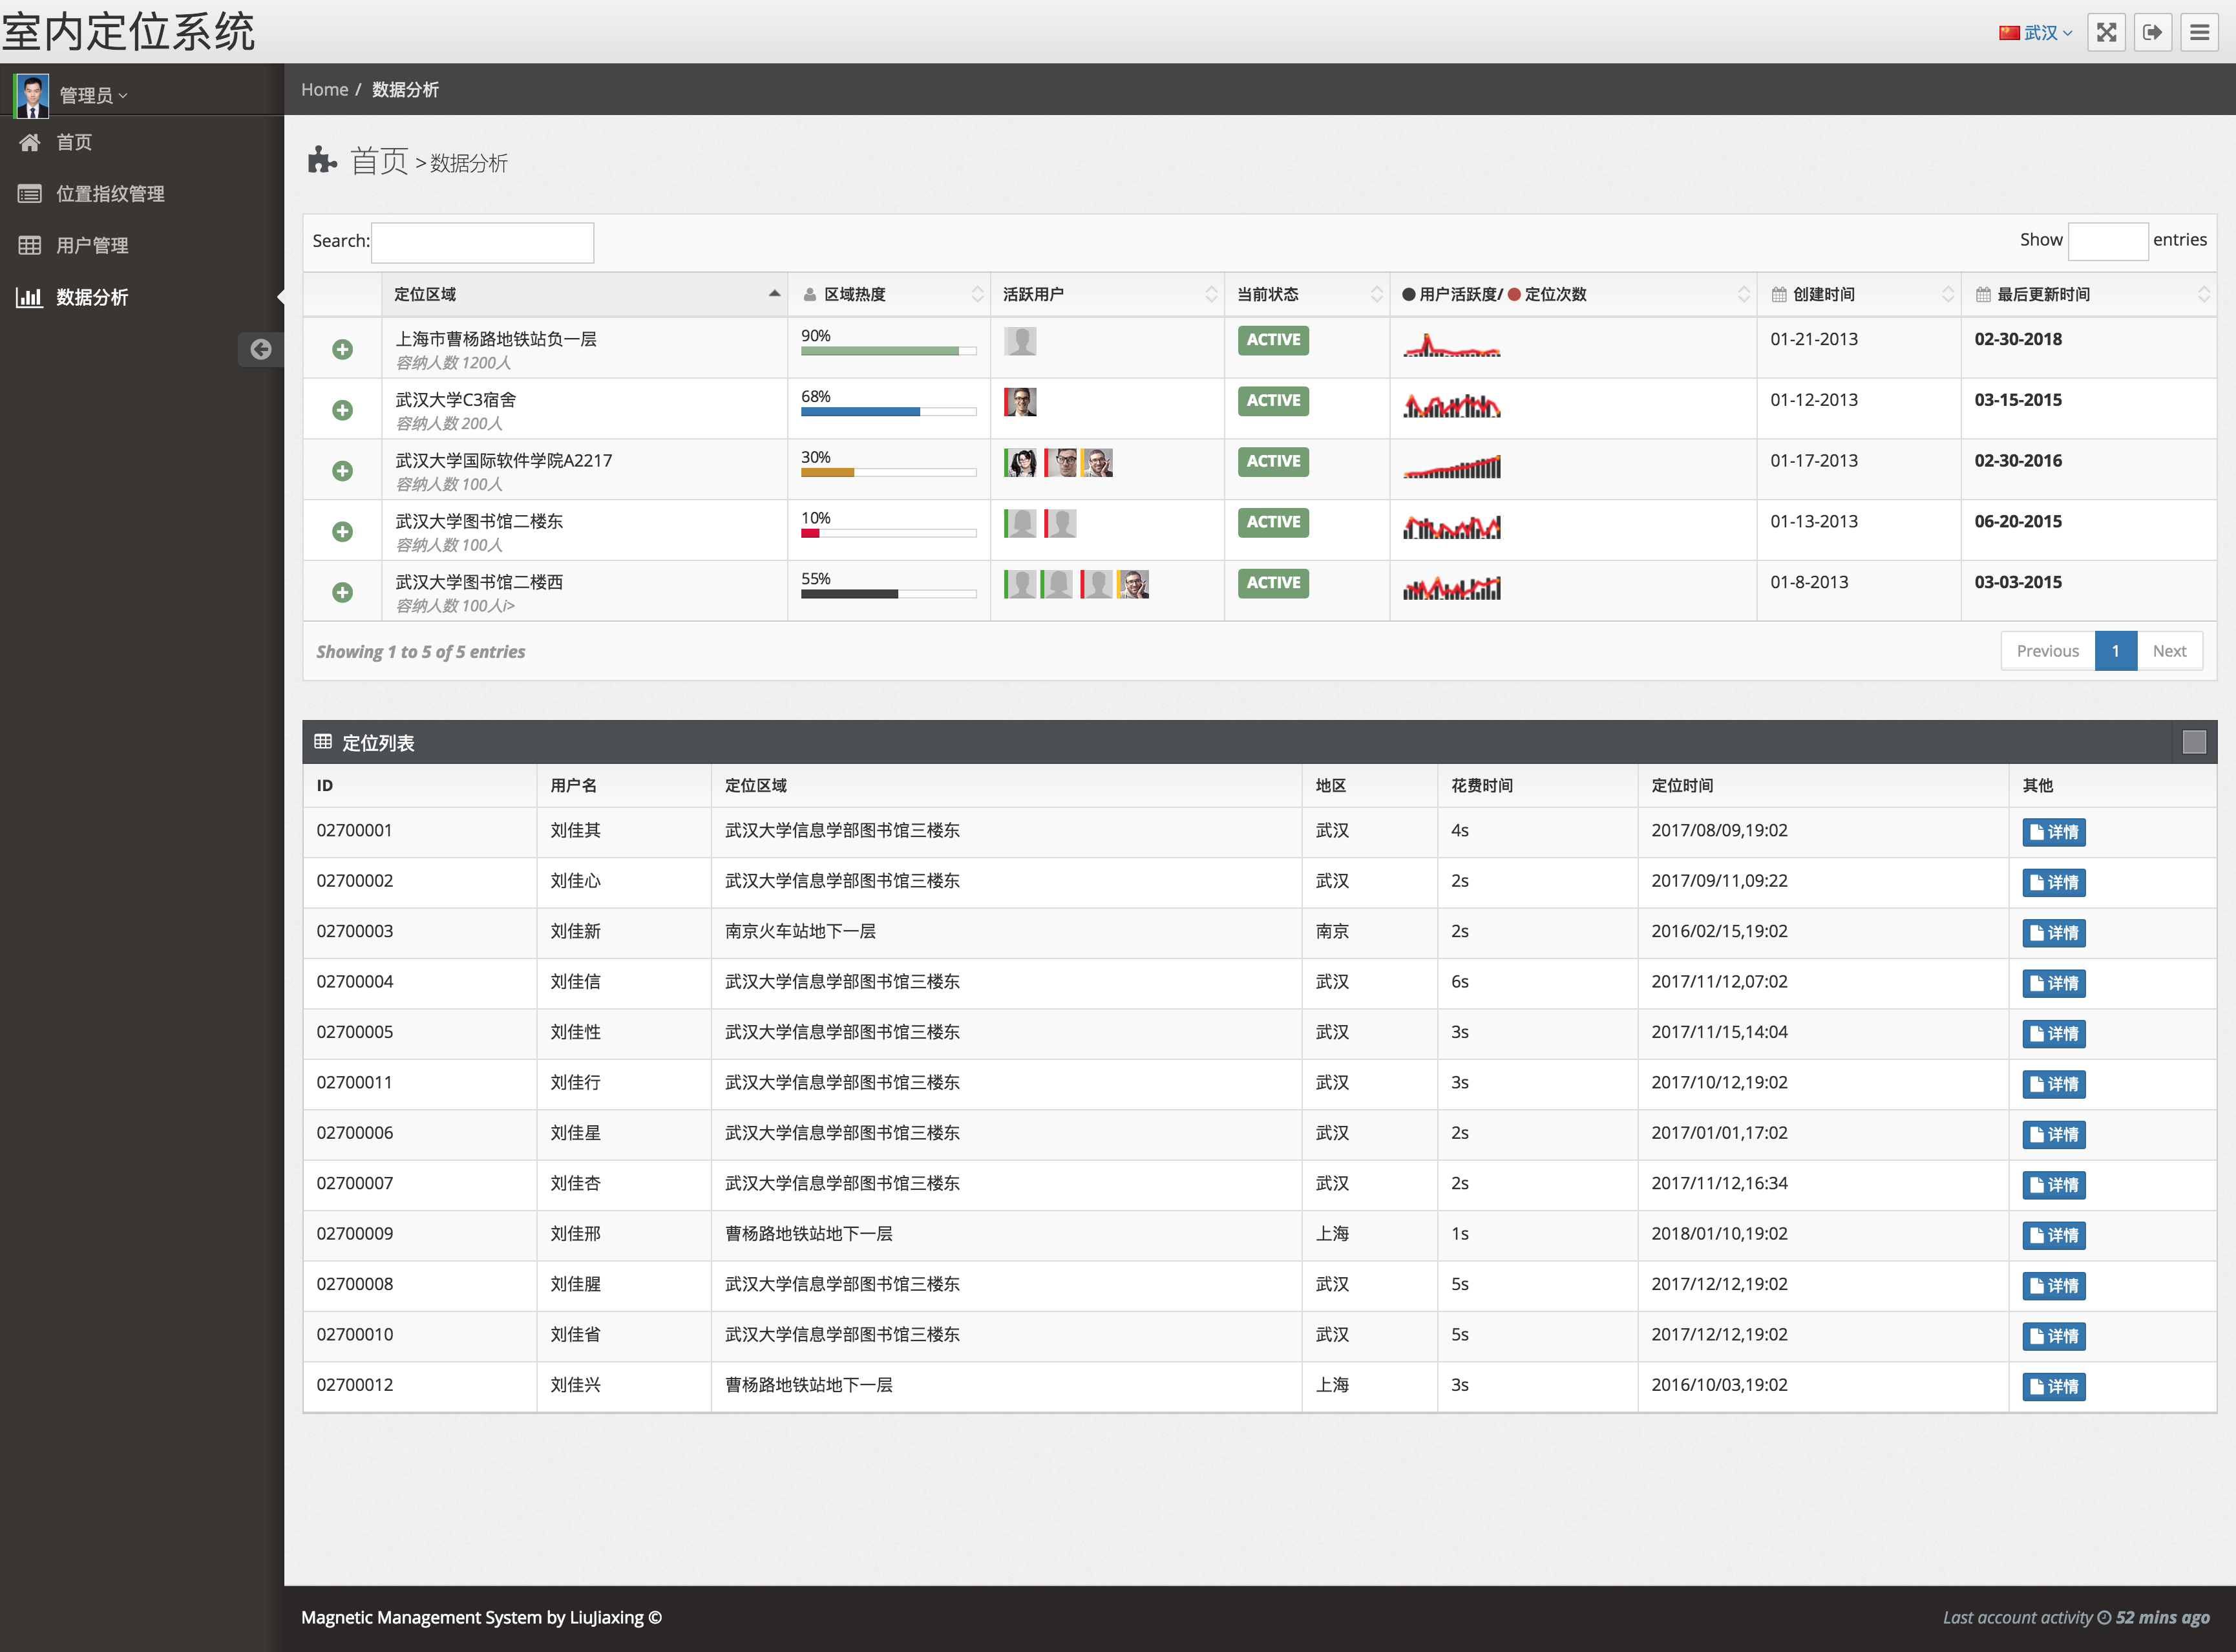 室内定位系统
武汉
管理员
首页
位置指纹管理
用户管理
数据分析
Home / 数据分析
首页 > 数据分析
Search:
Show entries
定位区域 区域热度 活跃用户 当前状态 用户活跃度/ 定位次数 创建时间 最后更新时间
上海市曹杨路地铁站负一层 90% ACTIVE 01-21-2013 02-30-2018
容纳人数 1200人
武汉大学C3宿舍 68% ACTIVE 01-12-2013 03-15-2015
容纳人数 200人
武汉大学国际软件学院A2217 30% ACTIVE 01-17-2013 02-30-2016
容纳人数 100人
武汉大学图书馆二楼东 10% ACTIVE 01-13-2013 06-20-2015
容纳人数 100人
武汉大学图书馆二楼西 55% ACTIVE 01-8-2013 03-03-2015
容纳人数 100人i>
Showing 1 to 5 of 5 entries
Previous 1 Next
定位列表
ID 用户名 定位区域 地区 花费时间 定位时间 其他
02700001 刘佳其 武汉大学信息学部图书馆三楼东 武汉 4s 2017/08/09,19:02 详情
02700002 刘佳心 武汉大学信息学部图书馆三楼东 武汉 2s 2017/09/11,09:22 详情
02700003 刘佳新 南京火车站地下一层 南京 2s 2016/02/15,19:02 详情
02700004 刘佳信 武汉大学信息学部图书馆三楼东 武汉 6s 2017/11/12,07:02 详情
02700005 刘佳性 武汉大学信息学部图书馆三楼东 武汉 3s 2017/11/15,14:04 详情
02700011 刘佳行 武汉大学信息学部图书馆三楼东 武汉 3s 2017/10/12,19:02 详情
02700006 刘佳星 武汉大学信息学部图书馆三楼东 武汉 2s 2017/01/01,17:02 详情
02700007 刘佳杏 武汉大学信息学部图书馆三楼东 武汉 2s 2017/11/12,16:34 详情
02700009 刘佳邢 曹杨路地铁站地下一层 上海 1s 2018/01/10,19:02 详情
02700008 刘佳腥 武汉大学信息学部图书馆三楼东 武汉 5s 2017/12/12,19:02 详情
02700010 刘佳省 武汉大学信息学部图书馆三楼东 武汉 5s 2017/12/12,19:02 详情
02700012 刘佳兴 曹杨路地铁站地下一层 上海 3s 2016/10/03,19:02 详情
Magnetic Management System by LiuJiaxing ©
Last account activity 52 mins ago